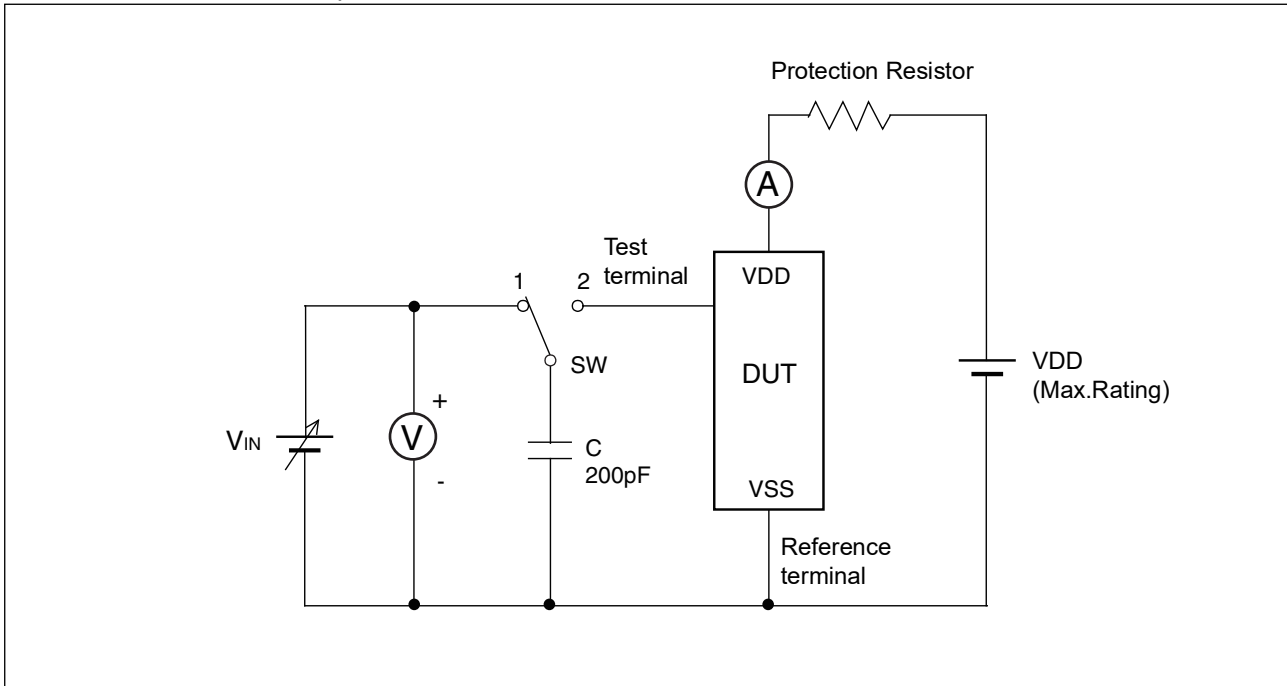 Protection Resistor
A
Test
terminal
1
2
VDD
SW
DUT
VDD
(Max.Rating)
+
VIN
V
C
200pF
-
VSS
Reference
terminal